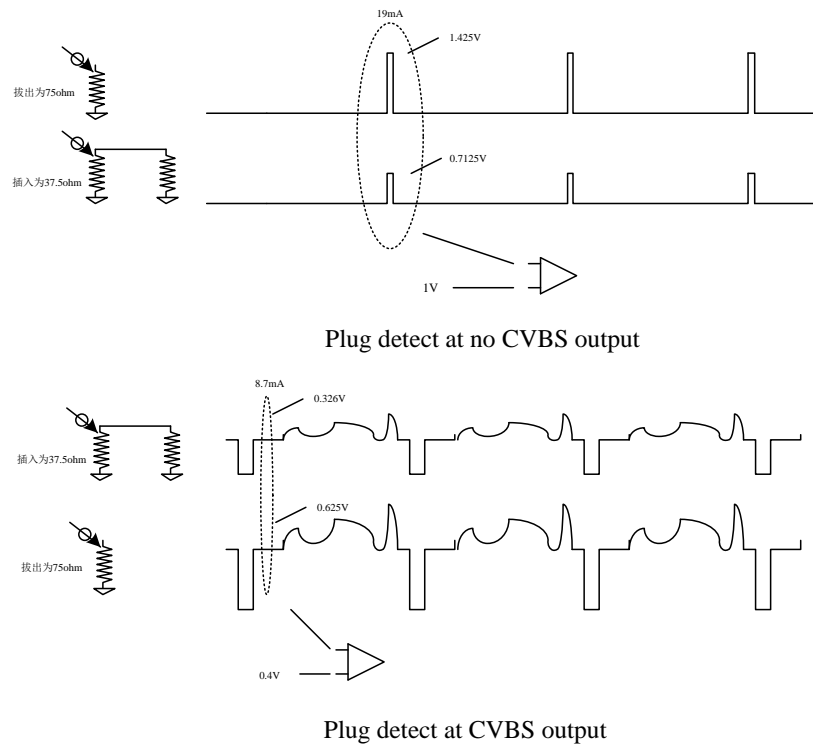 19mA
1.425V
拔出为75ohm
0.7125V
插入为37.5ohm
1V
Plug detect at no CVBS output
8.7mA
0.326V
插入为37.5ohm
0.625V
拔出为75ohm
0.4V
Plug detect at CVBS output